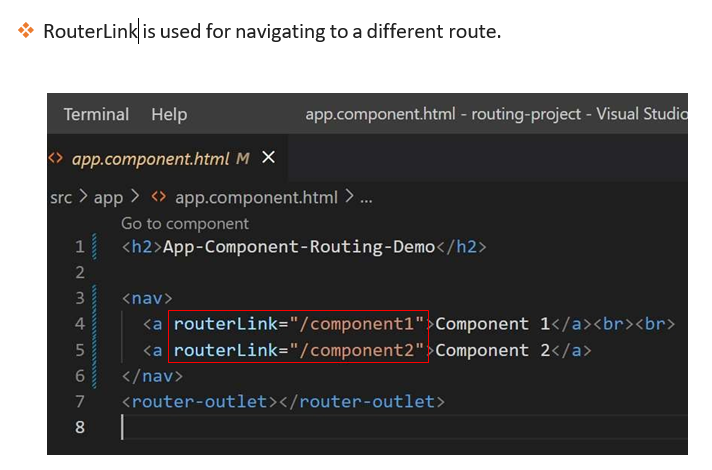 ❖ RouterLink is used for navigating to a different route.
Terminal Help app.component.html - routing-project - Visual Studio
<> app.component.html M ×
src > app > <> app.component.html > ...
Go to component
1 <h2>App-Component-Routing-Demo</h2>
2
3 <nav>
4 <a routerLink="/component1">Component 1</a><br><br>
5 <a routerLink="/component2">Component 2</a>
6 </nav>
7 <router-outlet></router-outlet>
8